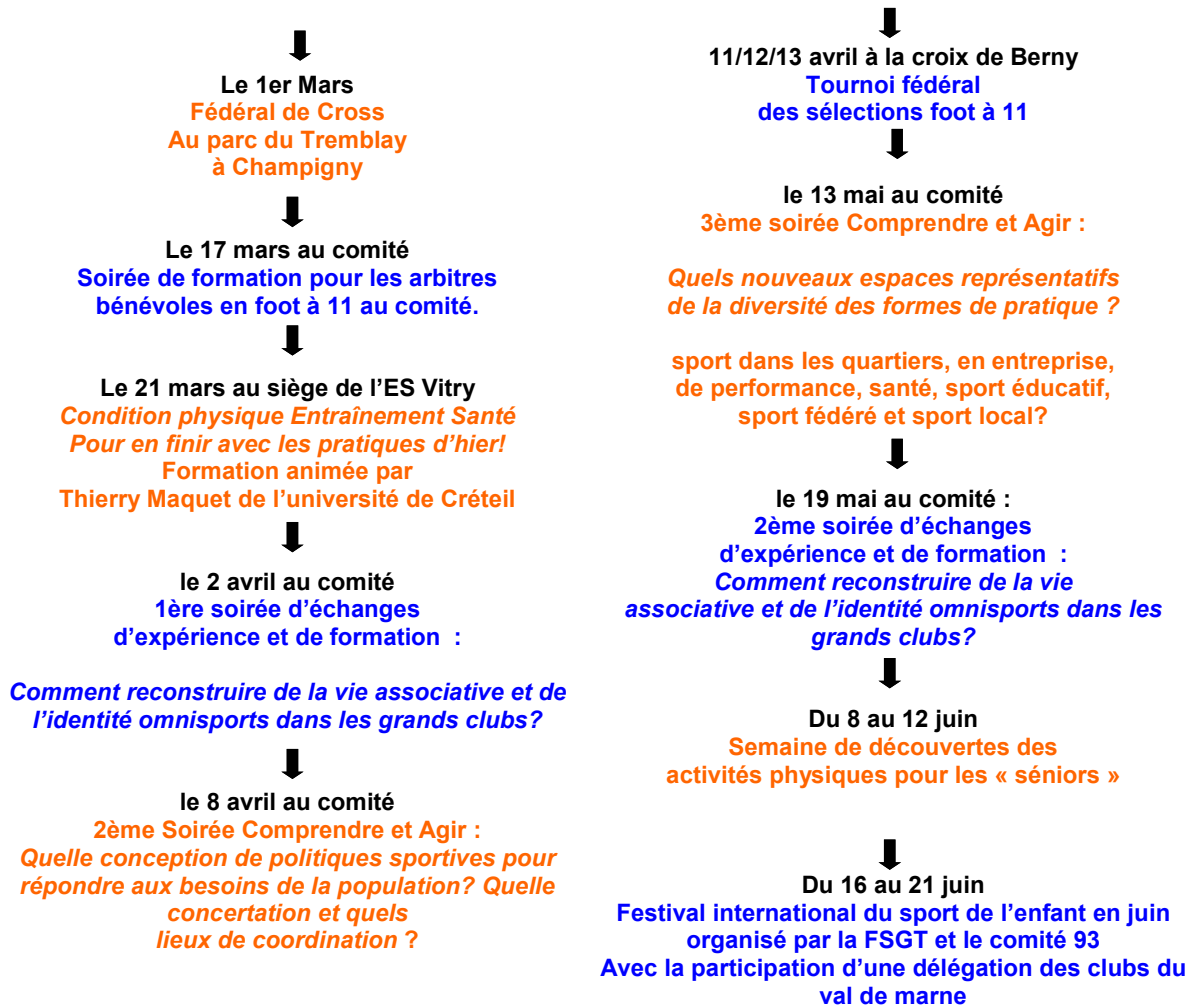 Le 1er Mars
Fédéral de Cross
Au parc du Tremblay
à Champigny
Le 17 mars au comité
Soirée de formation pour les arbitres
bénévoles en foot à 11 au comité.
Le 21 mars au siège de l’ES Vitry
Condition physique Entraînement Santé
Pour en finir avec les pratiques d’hier!
Formation animée par
Thierry Maquet de l’université de Créteil
le 2 avril au comité
1ère soirée d’échanges
d’expérience et de formation :
Comment reconstruire de la vie associative et de
l’identité omnisports dans les grands clubs?
le 8 avril au comité
2ème Soirée Comprendre et Agir :
Quelle conception de politiques sportives pour
répondre aux besoins de la population? Quelle
concertation et quels
lieux de coordination ?
11/12/13 avril à la croix de Berny
Tournoi fédéral
des sélections foot à 11
le 13 mai au comité
3ème soirée Comprendre et Agir :
Quels nouveaux espaces représentatifs
de la diversité des formes de pratique ?
sport dans les quartiers, en entreprise,
de performance, santé, sport éducatif,
sport fédéré et sport local?
le 19 mai au comité :
2ème soirée d’échanges
d’expérience et de formation :
Comment reconstruire de la vie
associative et de l’identité omnisports dans les
grands clubs?
Du 8 au 12 juin
Semaine de découvertes des
activités physiques pour les « séniors »
Du 16 au 21 juin
Festival international du sport de l’enfant en juin
organisé par la FSGT et le comité 93
Avec la participation d’une délégation des clubs du
val de marne